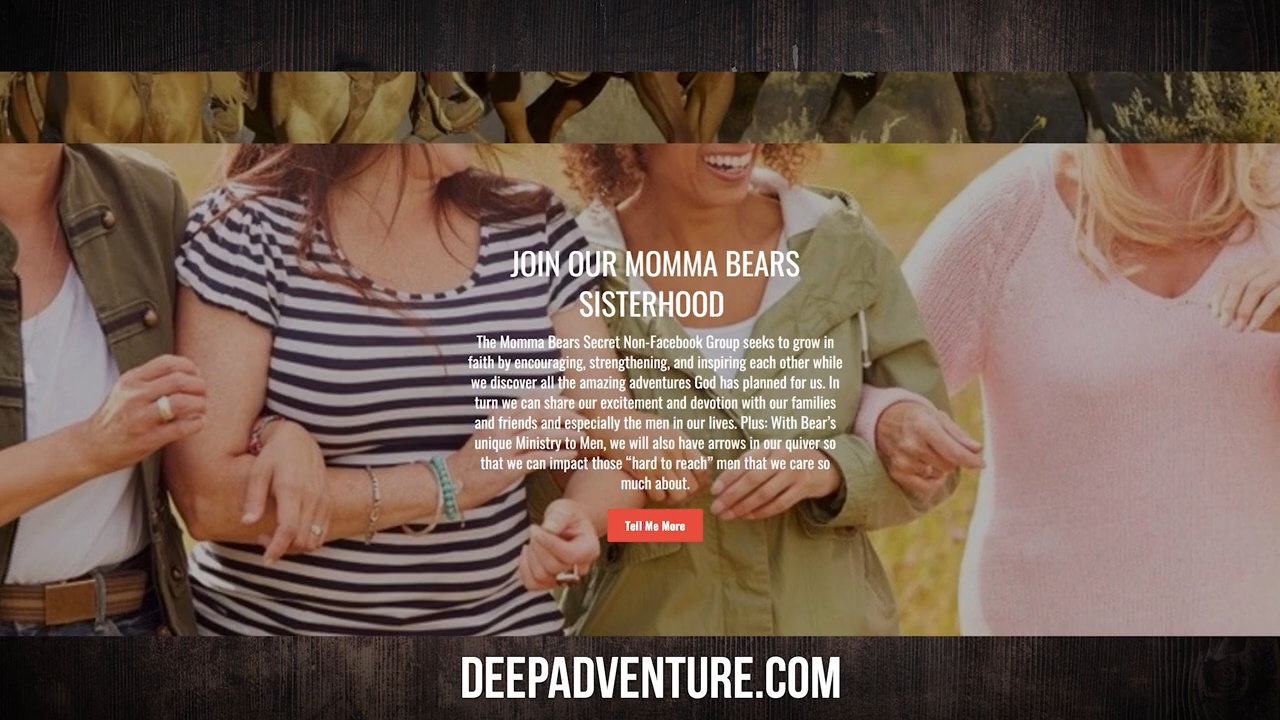 JOIN OUR MOMMA BEARS
SISTERHOOD
The Momma Bears Secret Non-Facebook Group seeks to grow in
faith by encouraging, strengthening, and inspiring each other while
we discover all the amazing adventures God has planned for us. In
turn we can share our excitement and devotion with our families
and friends and especially the men in our lives. Plus: With Bear's
unique Ministry to Men, we will also have arrows in our quiver so
that we can impact those “hard to reach” men that we care so
much about.
Tell Me More
DEEPADVENTURE.COM